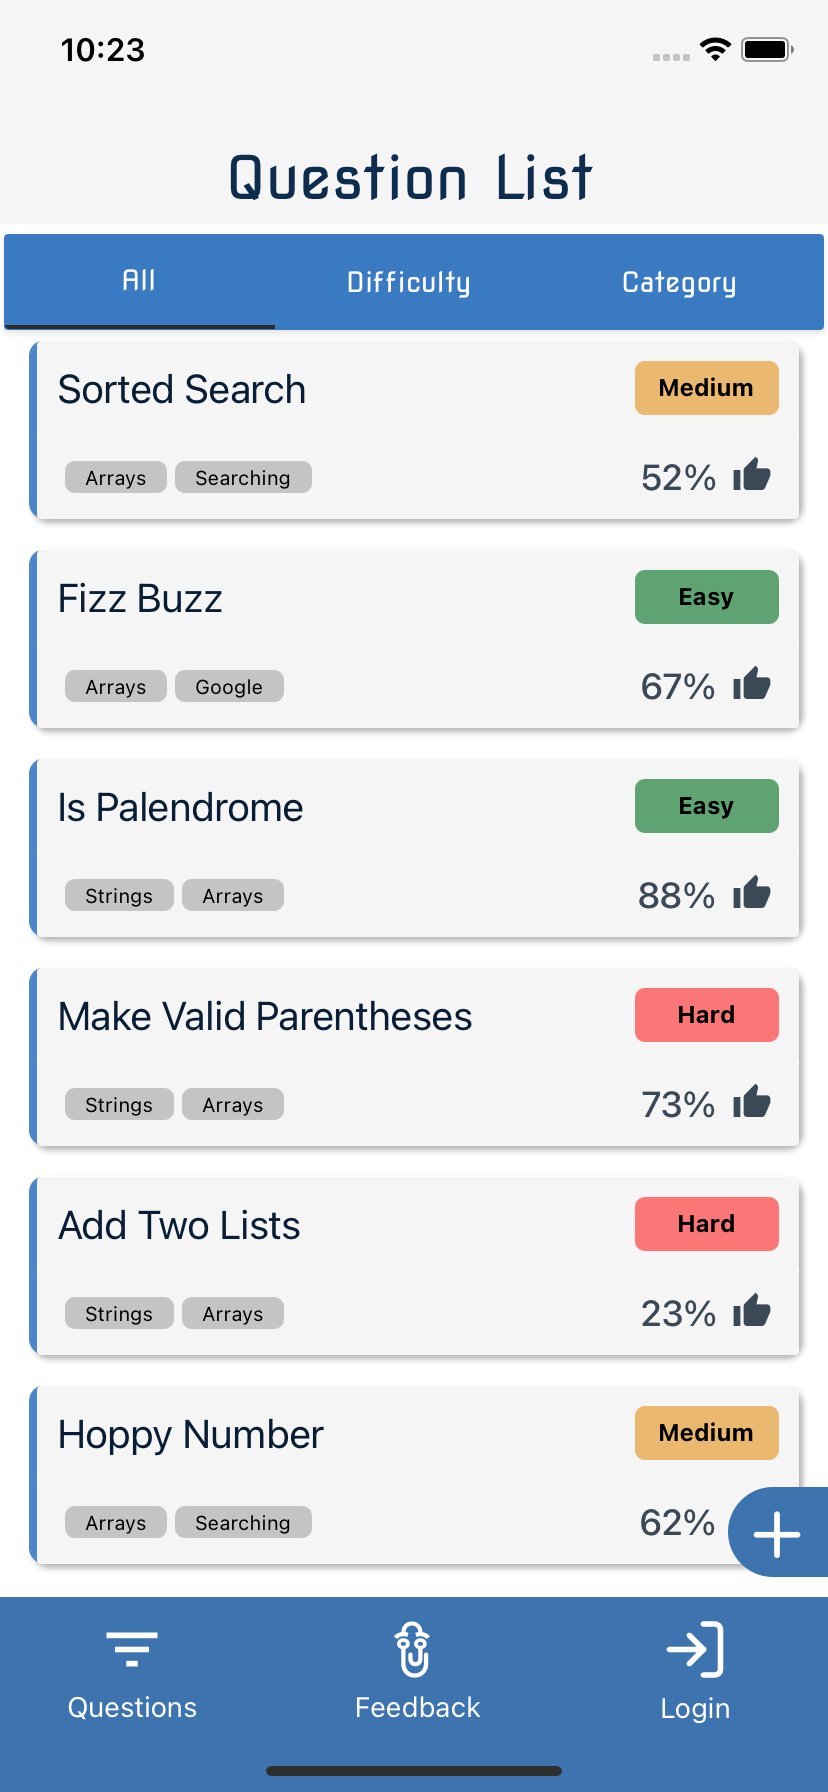 10:23
Question List
All Difficulty Category
Sorted Search Medium
Arrays Searching 52%
Fizz Buzz Easy
Arrays Google 67%
Is Palendrome Easy
Strings Arrays 88%
Make Valid Parentheses Hard
Strings Arrays 73%
Add Two Lists Hard
Strings Arrays 23%
Hoppy Number Medium
Arrays Searching 62%
Questions Feedback Login